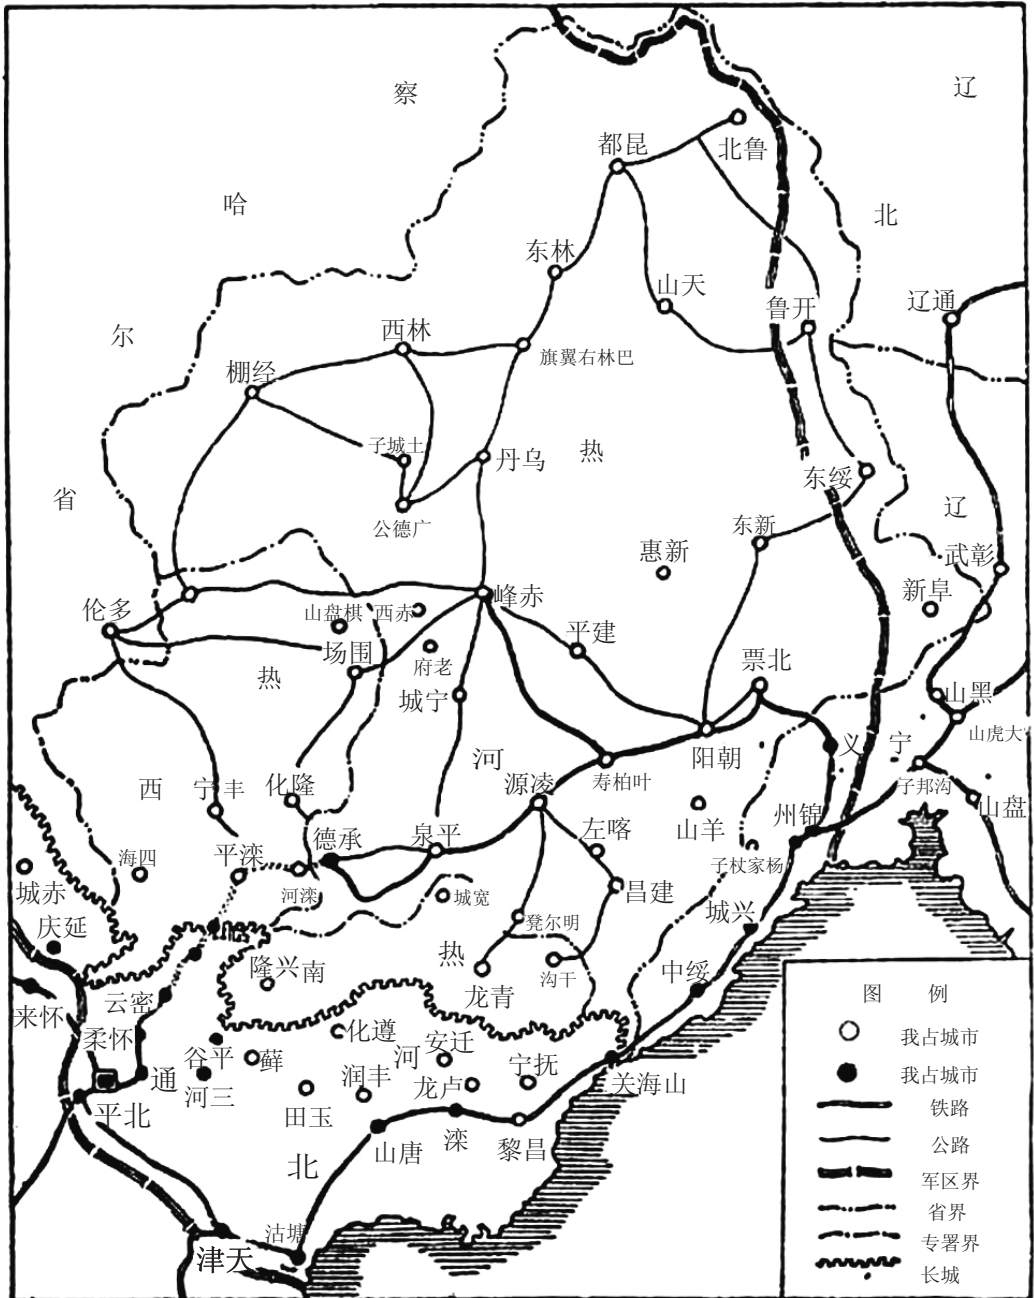 察
辽
都昆
北鲁
哈
北
东林
山天
鲁开
辽通
尔
西林
旗翼右林巴
棚经
子城土
丹乌
热
东绥
省
公德广
东新
辽
惠新
武彰
伦多
山盘棋
西赤
峰赤
新阜
平建
场围
府老
票北
热
城宁
山黑
阳朝
义
宁
山虎大
河
源凌
寿柏叶
西
宁丰
化隆
子邦沟
山盘
德承
泉平
左喀
山羊
州锦
海四
平滦
子杖家杨
城赤
河滦
城宽
昌建
城兴
庆延
凳尔明
热
隆兴南
龙青
沟干
中绥
来怀
云密
柔怀
化遵
谷平
蓟
河
安迁
宁抚
通
河三
润丰
龙卢
关海山
平北
田玉
山唐
滦
黎昌
北
沽塘
津天
图 例
我占城市
我占城市
铁路
公路
军区界
省界
专署界
长城